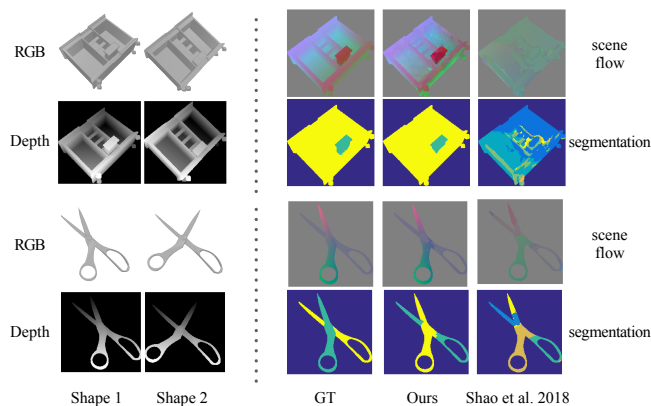 RGB
scene
flow
Depth
segmentation
RGB
scene
flow
Depth
segmentation
Shape 1 Shape 2 GT Ours Shao et al. 2018